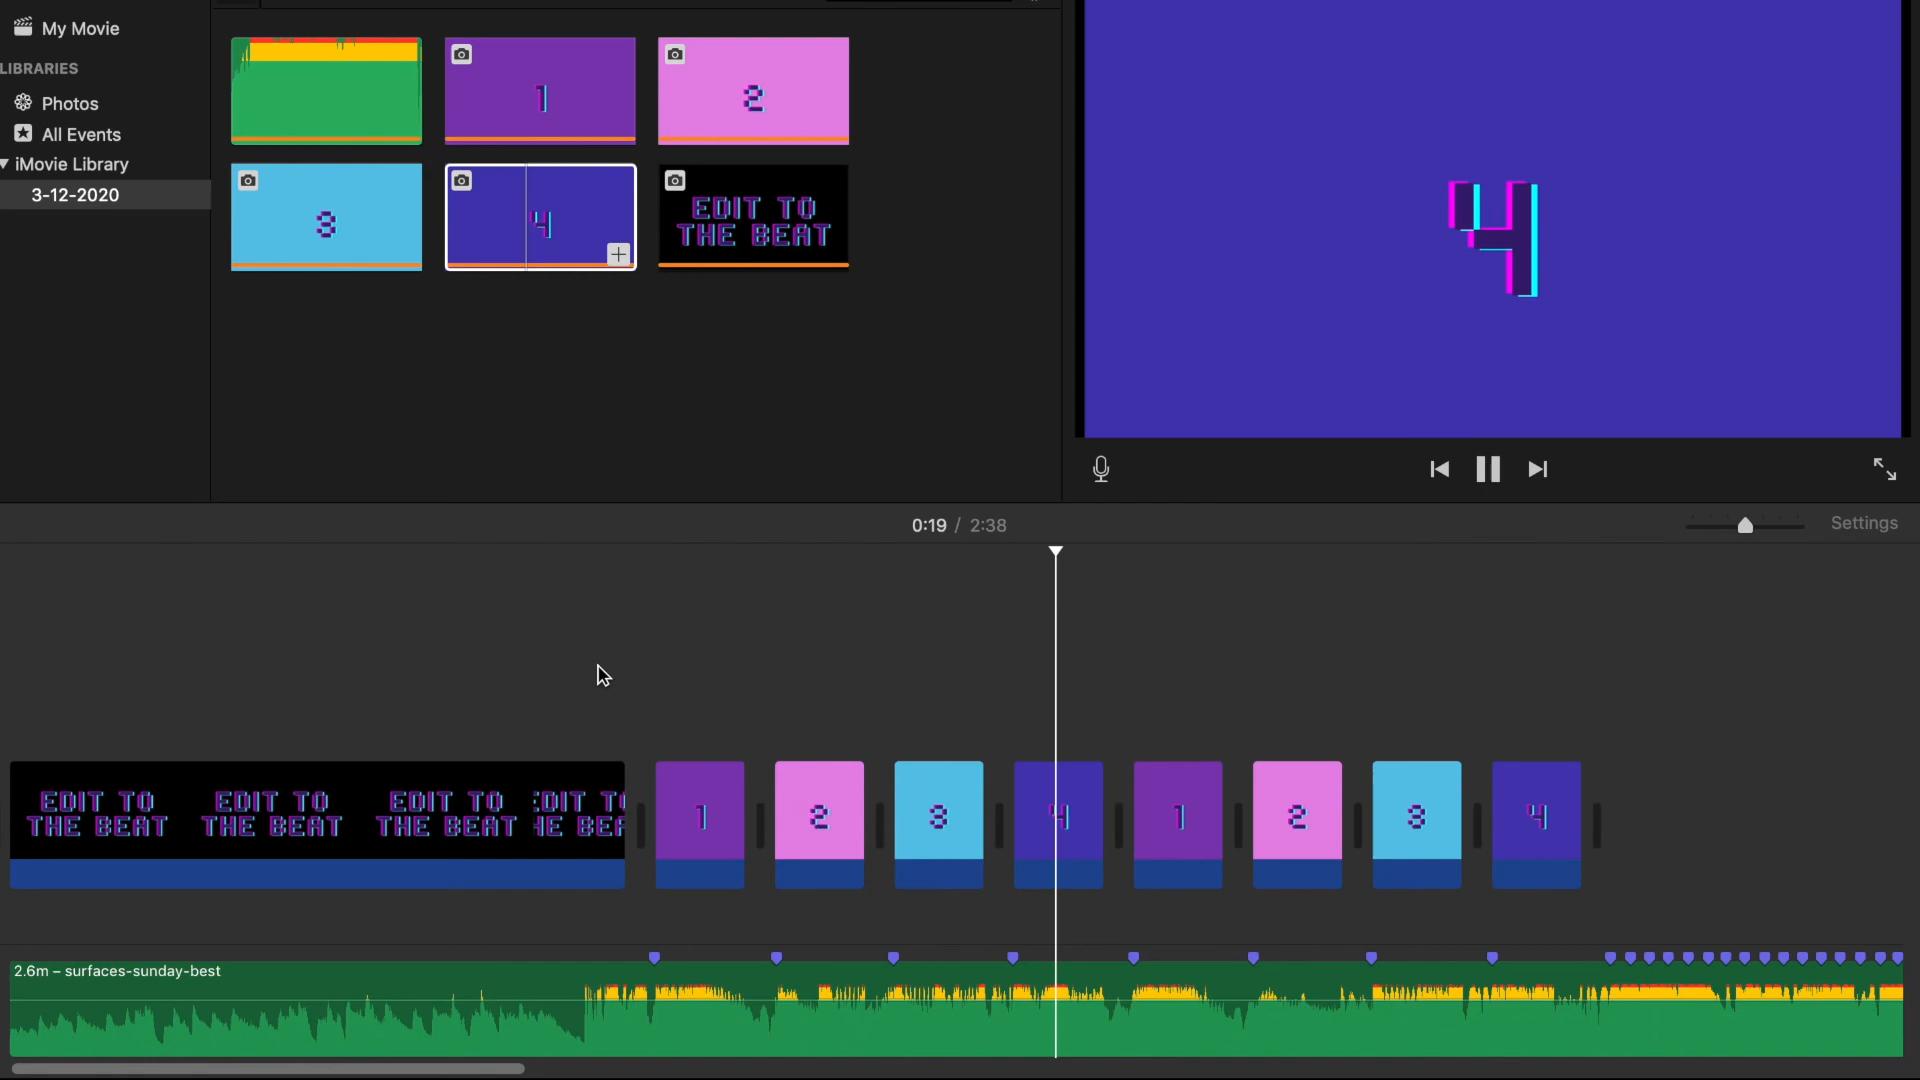 My Movie
LIBRARIES
Photos
All Events
iMovie Library
3-12-2020
1
2
3
4
EDIT TO
THE BEAT
4
0:19 / 2:38
Settings
EDIT TO EDIT TO EDIT TO EDIT TO
THE BEAT THE BEAT THE BEAT THE BEA
1
2
3
4
1
2
3
4
2.6m – surfaces-sunday-best